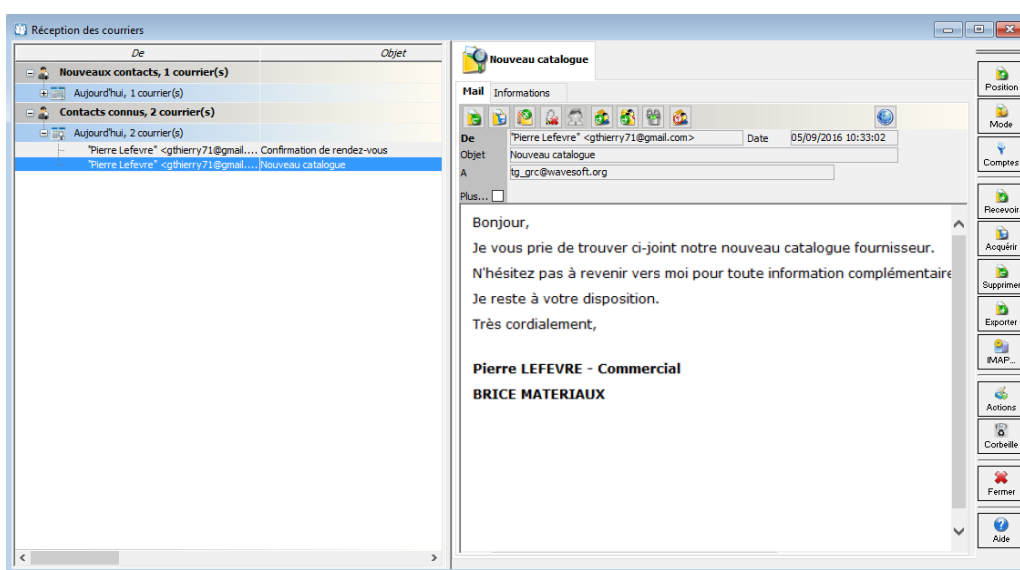 Réception des courriers
De Objet
Nouveaux contacts, 1 courrier(s)
Aujourd'hui, 1 courrier(s)
Contacts connus, 2 courrier(s)
Aujourd'hui, 2 courrier(s)
"Pierre Lefevre" <gthierry71@gmail.... Confirmation de rendez-vous
"Pierre Lefevre" <gthierry71@gmail.... Nouveau catalogue
Nouveau catalogue
Mail Informations
De "Pierre Lefevre" <gthierry71@gmail.com> Date 05/09/2016 10:33:02
Objet Nouveau catalogue
A tg_grc@wavesoft.org
Plus...
Bonjour,
Je vous prie de trouver ci-joint notre nouveau catalogue fournisseur.
N'hésitez pas à revenir vers moi pour toute information complémentaire
Je reste à votre disposition.
Très cordialement,
Pierre LEFEVRE - Commercial
BRICE MATERIAUX
Position
Mode
Comptes
Recevoir
Acquérir
Supprimer
Exporter
IMAP...
Actions
Corbeille
Fermer
Aide